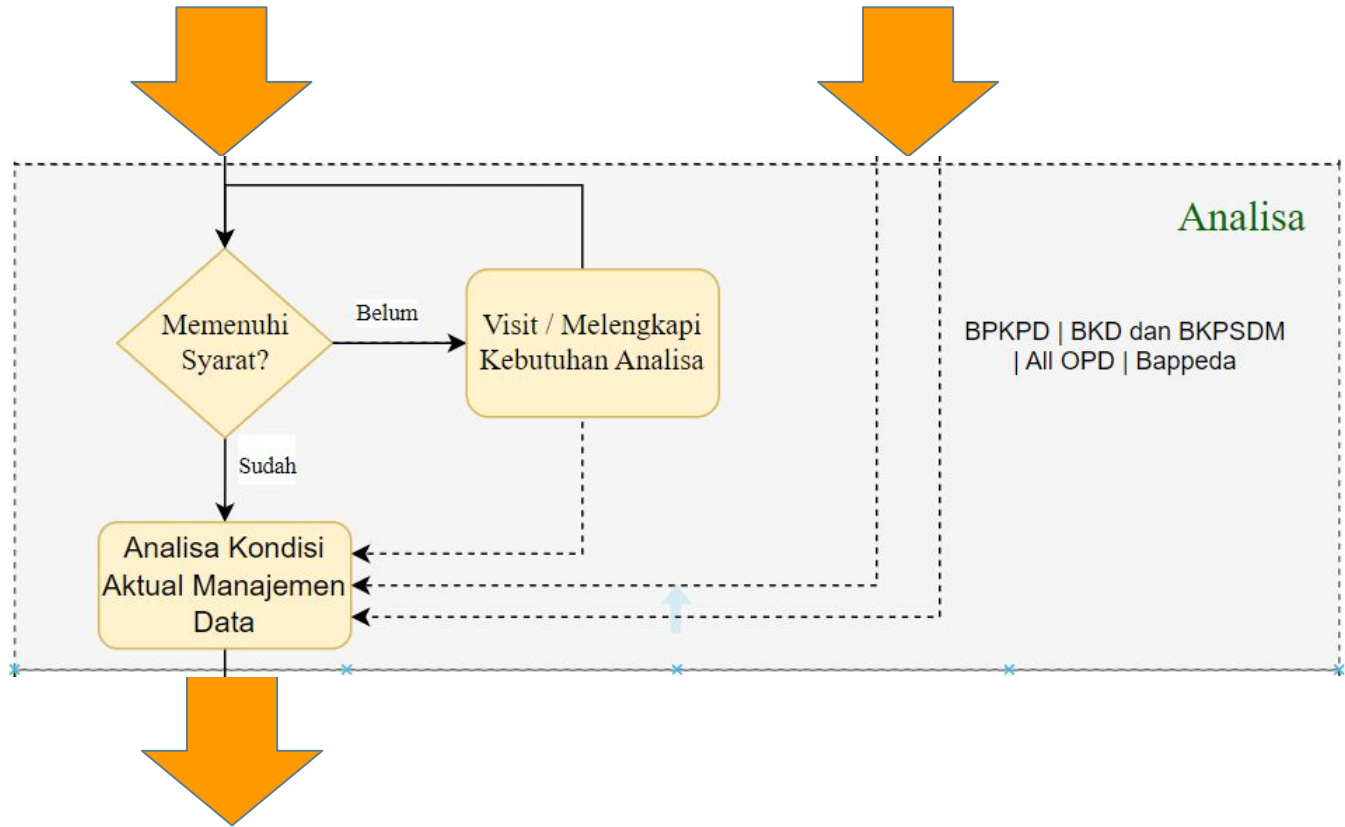 Analisa
Memenuhi
Syarat?
Belum
Visit / Melengkapi
Kebutuhan Analisa
BPKPD | BKD dan BKPSDM
| All OPD | Bappeda
Sudah
Analisa Kondisi
Aktual Manajemen
Data